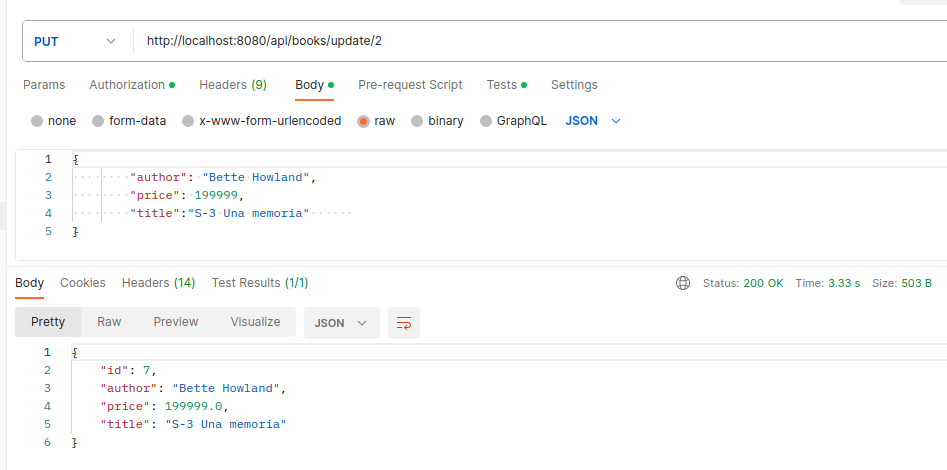 PUT http://localhost:8080/api/books/update/2
Params Authorization Headers (9) Body Pre-request Script Tests Settings
none form-data x-www-form-urlencoded raw binary GraphQL JSON
1 {
2 "author": "Bette Howland",
3 "price": 199999,
4 "title":"S-3 Una memoria"
5 }
Body Cookies Headers (14) Test Results (1/1) Status: 200 OK Time: 3.33 s Size: 503 B
Pretty Raw Preview Visualize JSON
1 {
2 "id": 7,
3 "author": "Bette Howland",
4 "price": 199999.0,
5 "title": "S-3 Una memoria"
6 }